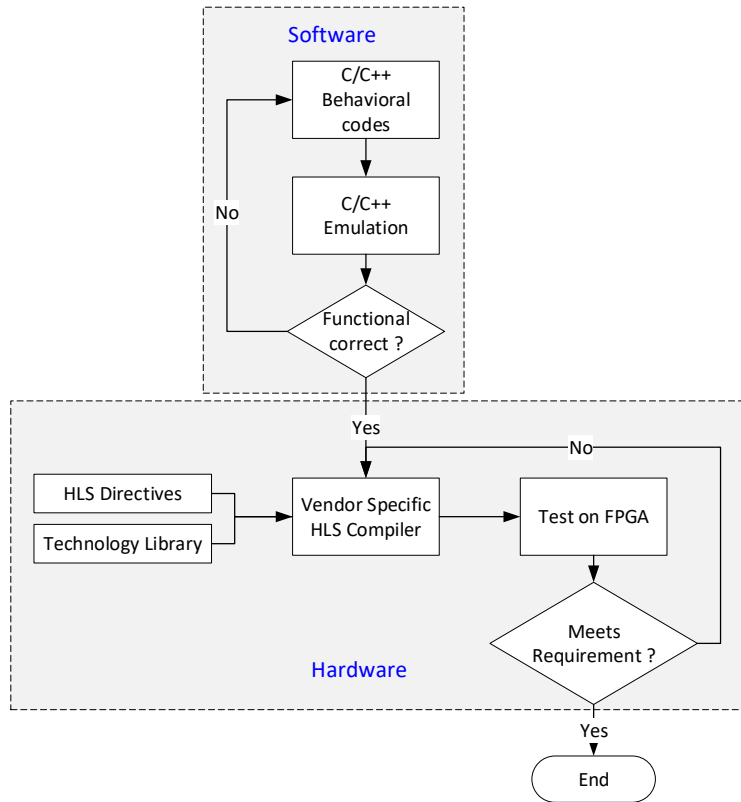 Software
C/C++
Behavioral
codes
C/C++
Emulation
No
Functional
correct ?
Yes
No
HLS Directives
Technology Library
Vendor Specific
HLS Compiler
Test on FPGA
Meets
Requirement ?
Hardware
Yes
End